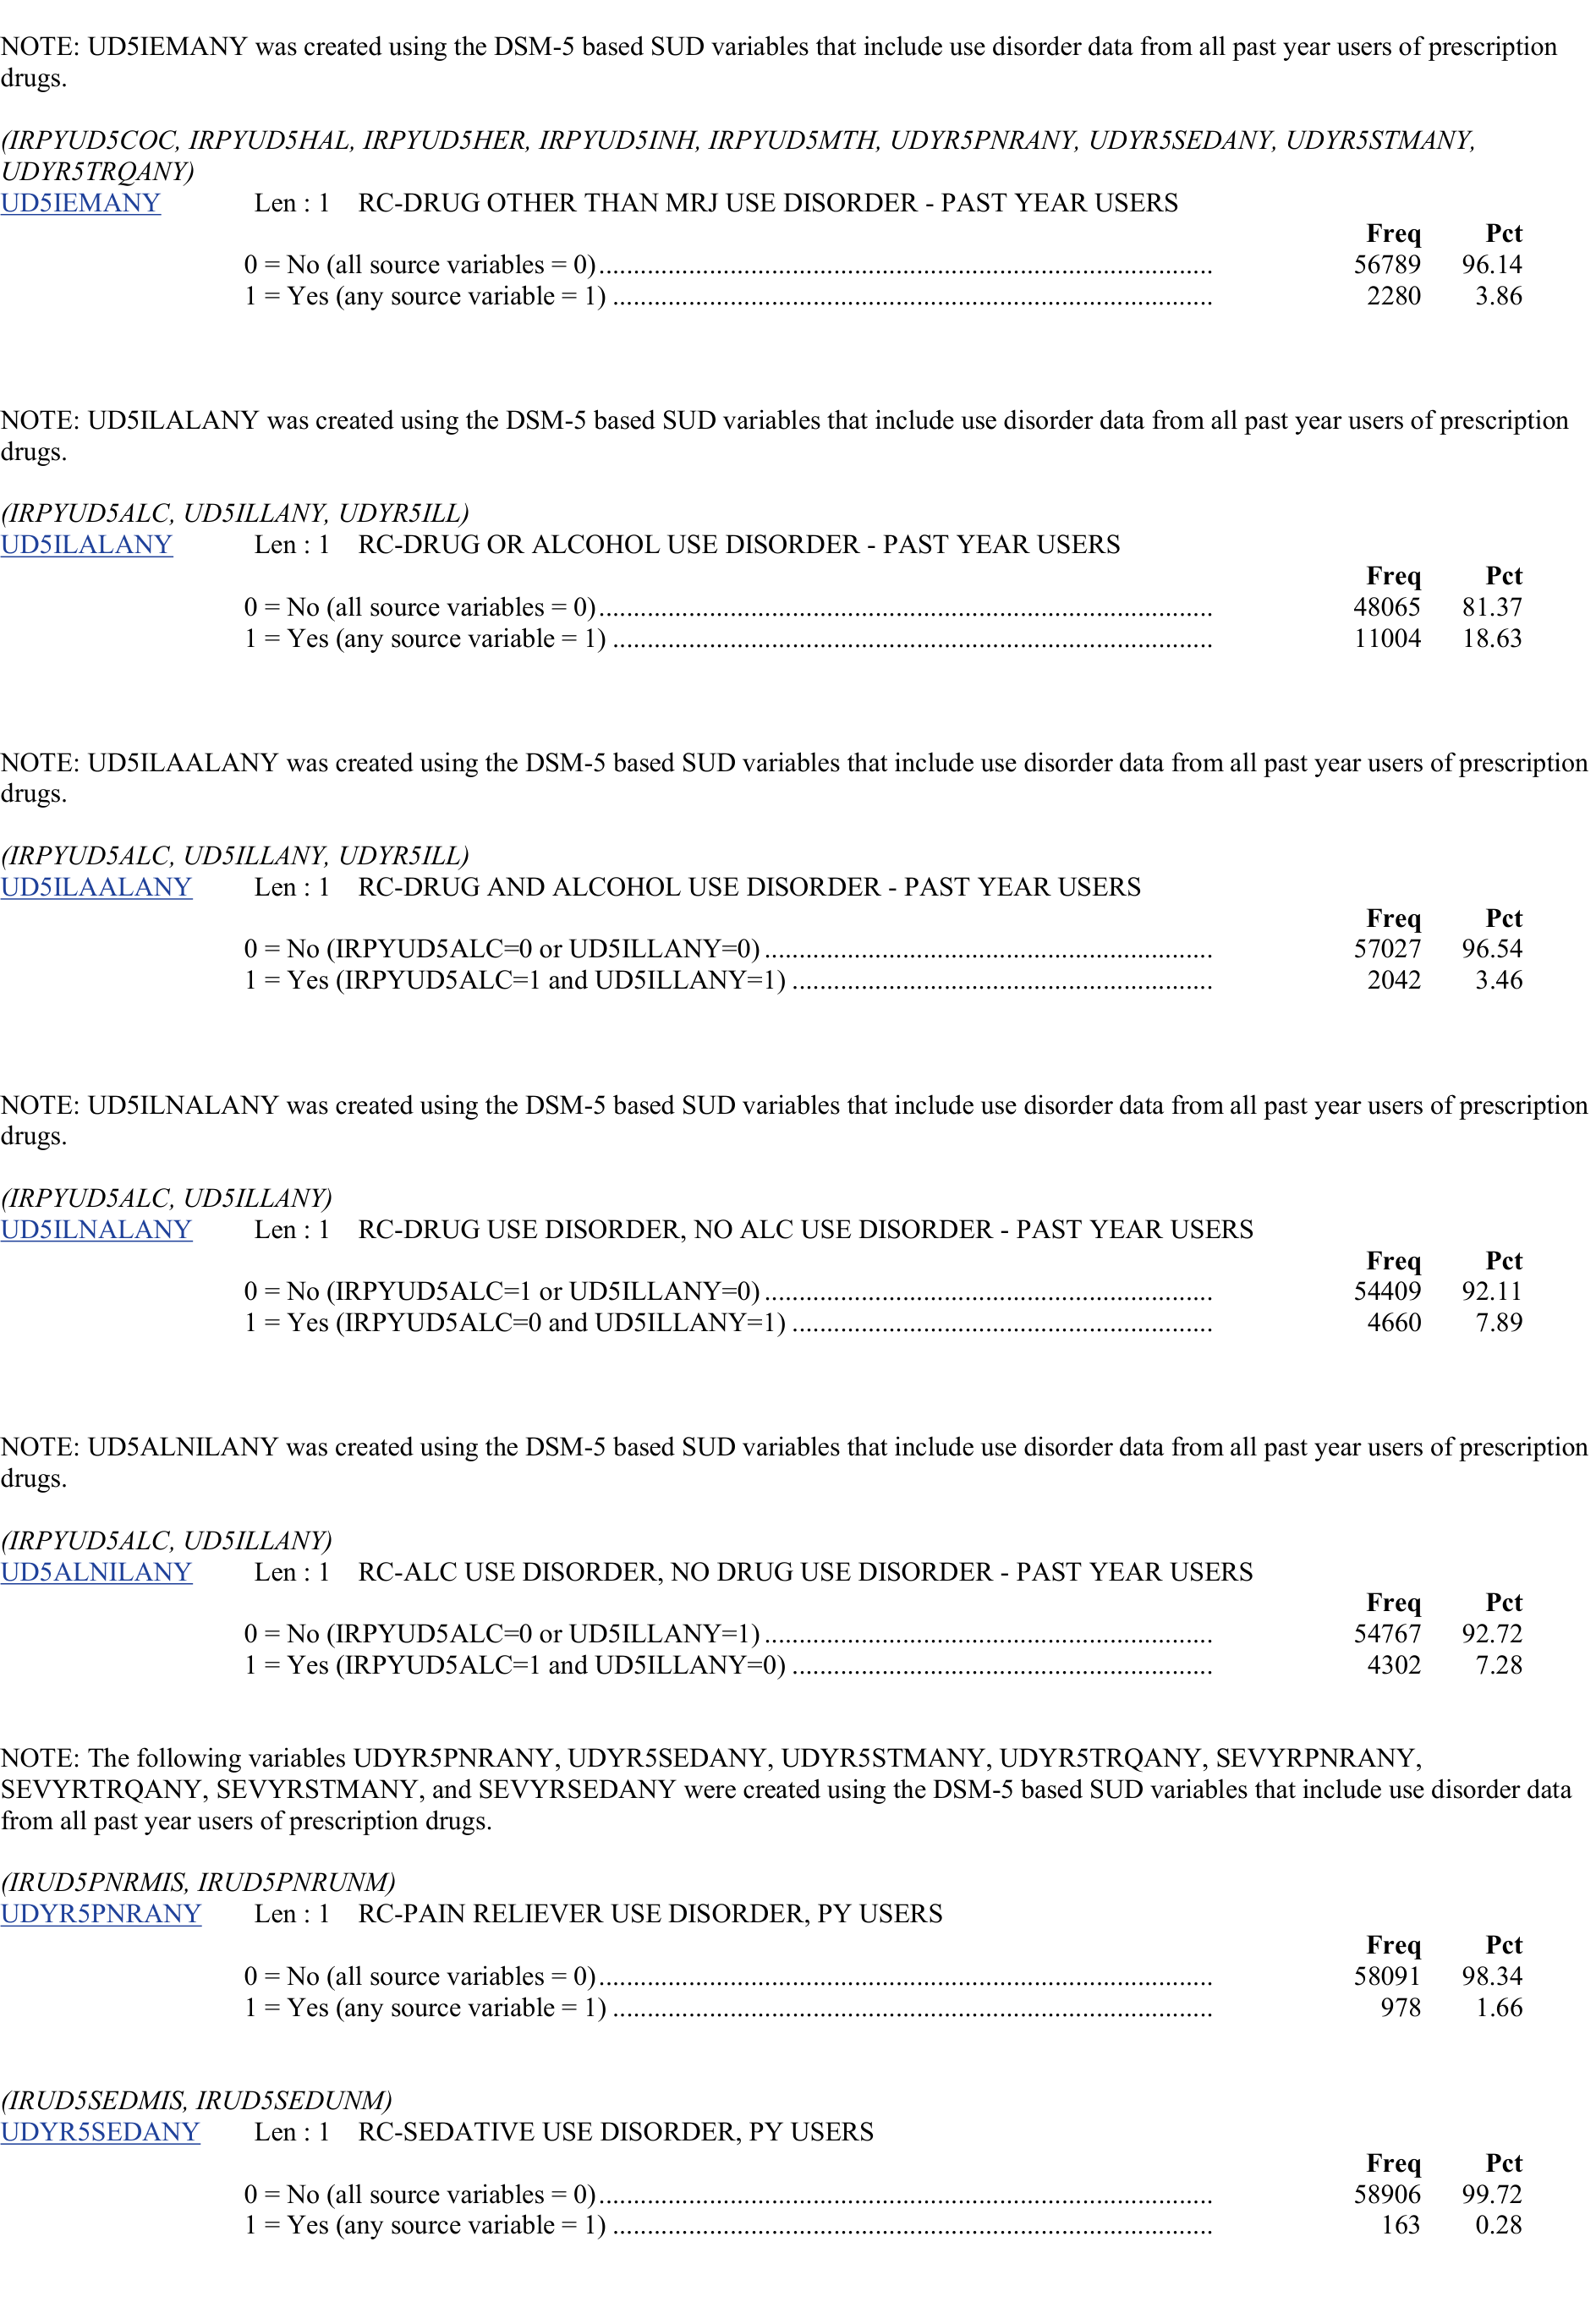 NOTE: UD5IEMANY was created using the DSM-5 based SUD variables that include use disorder data from all past year users of prescription
drugs.
(IRPYUD5COC, IRPYUD5HAL, IRPYUD5HER, IRPYUD5INH, IRPYUD5MTH, UDYR5PNRANY, UDYR5SEDANY, UDYR5STMANY,
UDYR5TRQANY)
UD5IEMANY Len : 1 RC-DRUG OTHER THAN MRJ USE DISORDER - PAST YEAR USERS
Freq Pct
0 = No (all source variables = 0) 56789 96.14
1 = Yes (any source variable = 1) 2280 3.86
NOTE: UD5ILALANY was created using the DSM-5 based SUD variables that include use disorder data from all past year users of prescription
drugs.
(IRPYUD5ALC, UD5ILLANY, UDYR5ILL)
UD5ILALANY Len : 1 RC-DRUG OR ALCOHOL USE DISORDER - PAST YEAR USERS
Freq Pct
0 = No (all source variables = 0) 48065 81.37
1 = Yes (any source variable = 1) 11004 18.63
NOTE: UD5ILAALANY was created using the DSM-5 based SUD variables that include use disorder data from all past year users of prescription
drugs.
(IRPYUD5ALC, UD5ILLANY, UDYR5ILL)
UD5ILAALANY Len : 1 RC-DRUG AND ALCOHOL USE DISORDER - PAST YEAR USERS
Freq Pct
0 = No (IRPYUD5ALC=0 or UD5ILLANY=0) 57027 96.54
1 = Yes (IRPYUD5ALC=1 and UD5ILLANY=1) 2042 3.46
NOTE: UD5ILNALANY was created using the DSM-5 based SUD variables that include use disorder data from all past year users of prescription
drugs.
(IRPYUD5ALC, UD5ILLANY)
UD5ILNALANY Len : 1 RC-DRUG USE DISORDER, NO ALC USE DISORDER - PAST YEAR USERS
Freq Pct
0 = No (IRPYUD5ALC=1 or UD5ILLANY=0) 54409 92.11
1 = Yes (IRPYUD5ALC=0 and UD5ILLANY=1) 4660 7.89
NOTE: UD5ALNILANY was created using the DSM-5 based SUD variables that include use disorder data from all past year users of prescription
drugs.
(IRPYUD5ALC, UD5ILLANY)
UD5ALNILANY Len : 1 RC-ALC USE DISORDER, NO DRUG USE DISORDER - PAST YEAR USERS
Freq Pct
0 = No (IRPYUD5ALC=0 or UD5ILLANY=1) 54767 92.72
1 = Yes (IRPYUD5ALC=1 and UD5ILLANY=0) 4302 7.28
NOTE: The following variables UDYR5PNRANY, UDYR5SEDANY, UDYR5STMANY, UDYR5TRQANY, SEVYRPNRANY,
SEVYRTRQANY, SEVYRSTMANY, and SEVYRSEDANY were created using the DSM-5 based SUD variables that include use disorder data
from all past year users of prescription drugs.
(IRUD5PNRMIS, IRUD5PNRUNM)
UDYR5PNRANY Len : 1 RC-PAIN RELIEVER USE DISORDER, PY USERS
Freq Pct
0 = No (all source variables = 0) 58091 98.34
1 = Yes (any source variable = 1) 978 1.66
(IRUD5SEDMIS, IRUD5SEDUNM)
UDYR5SEDANY Len : 1 RC-SEDATIVE USE DISORDER, PY USERS
Freq Pct
0 = No (all source variables = 0) 58906 99.72
1 = Yes (any source variable = 1) 163 0.28